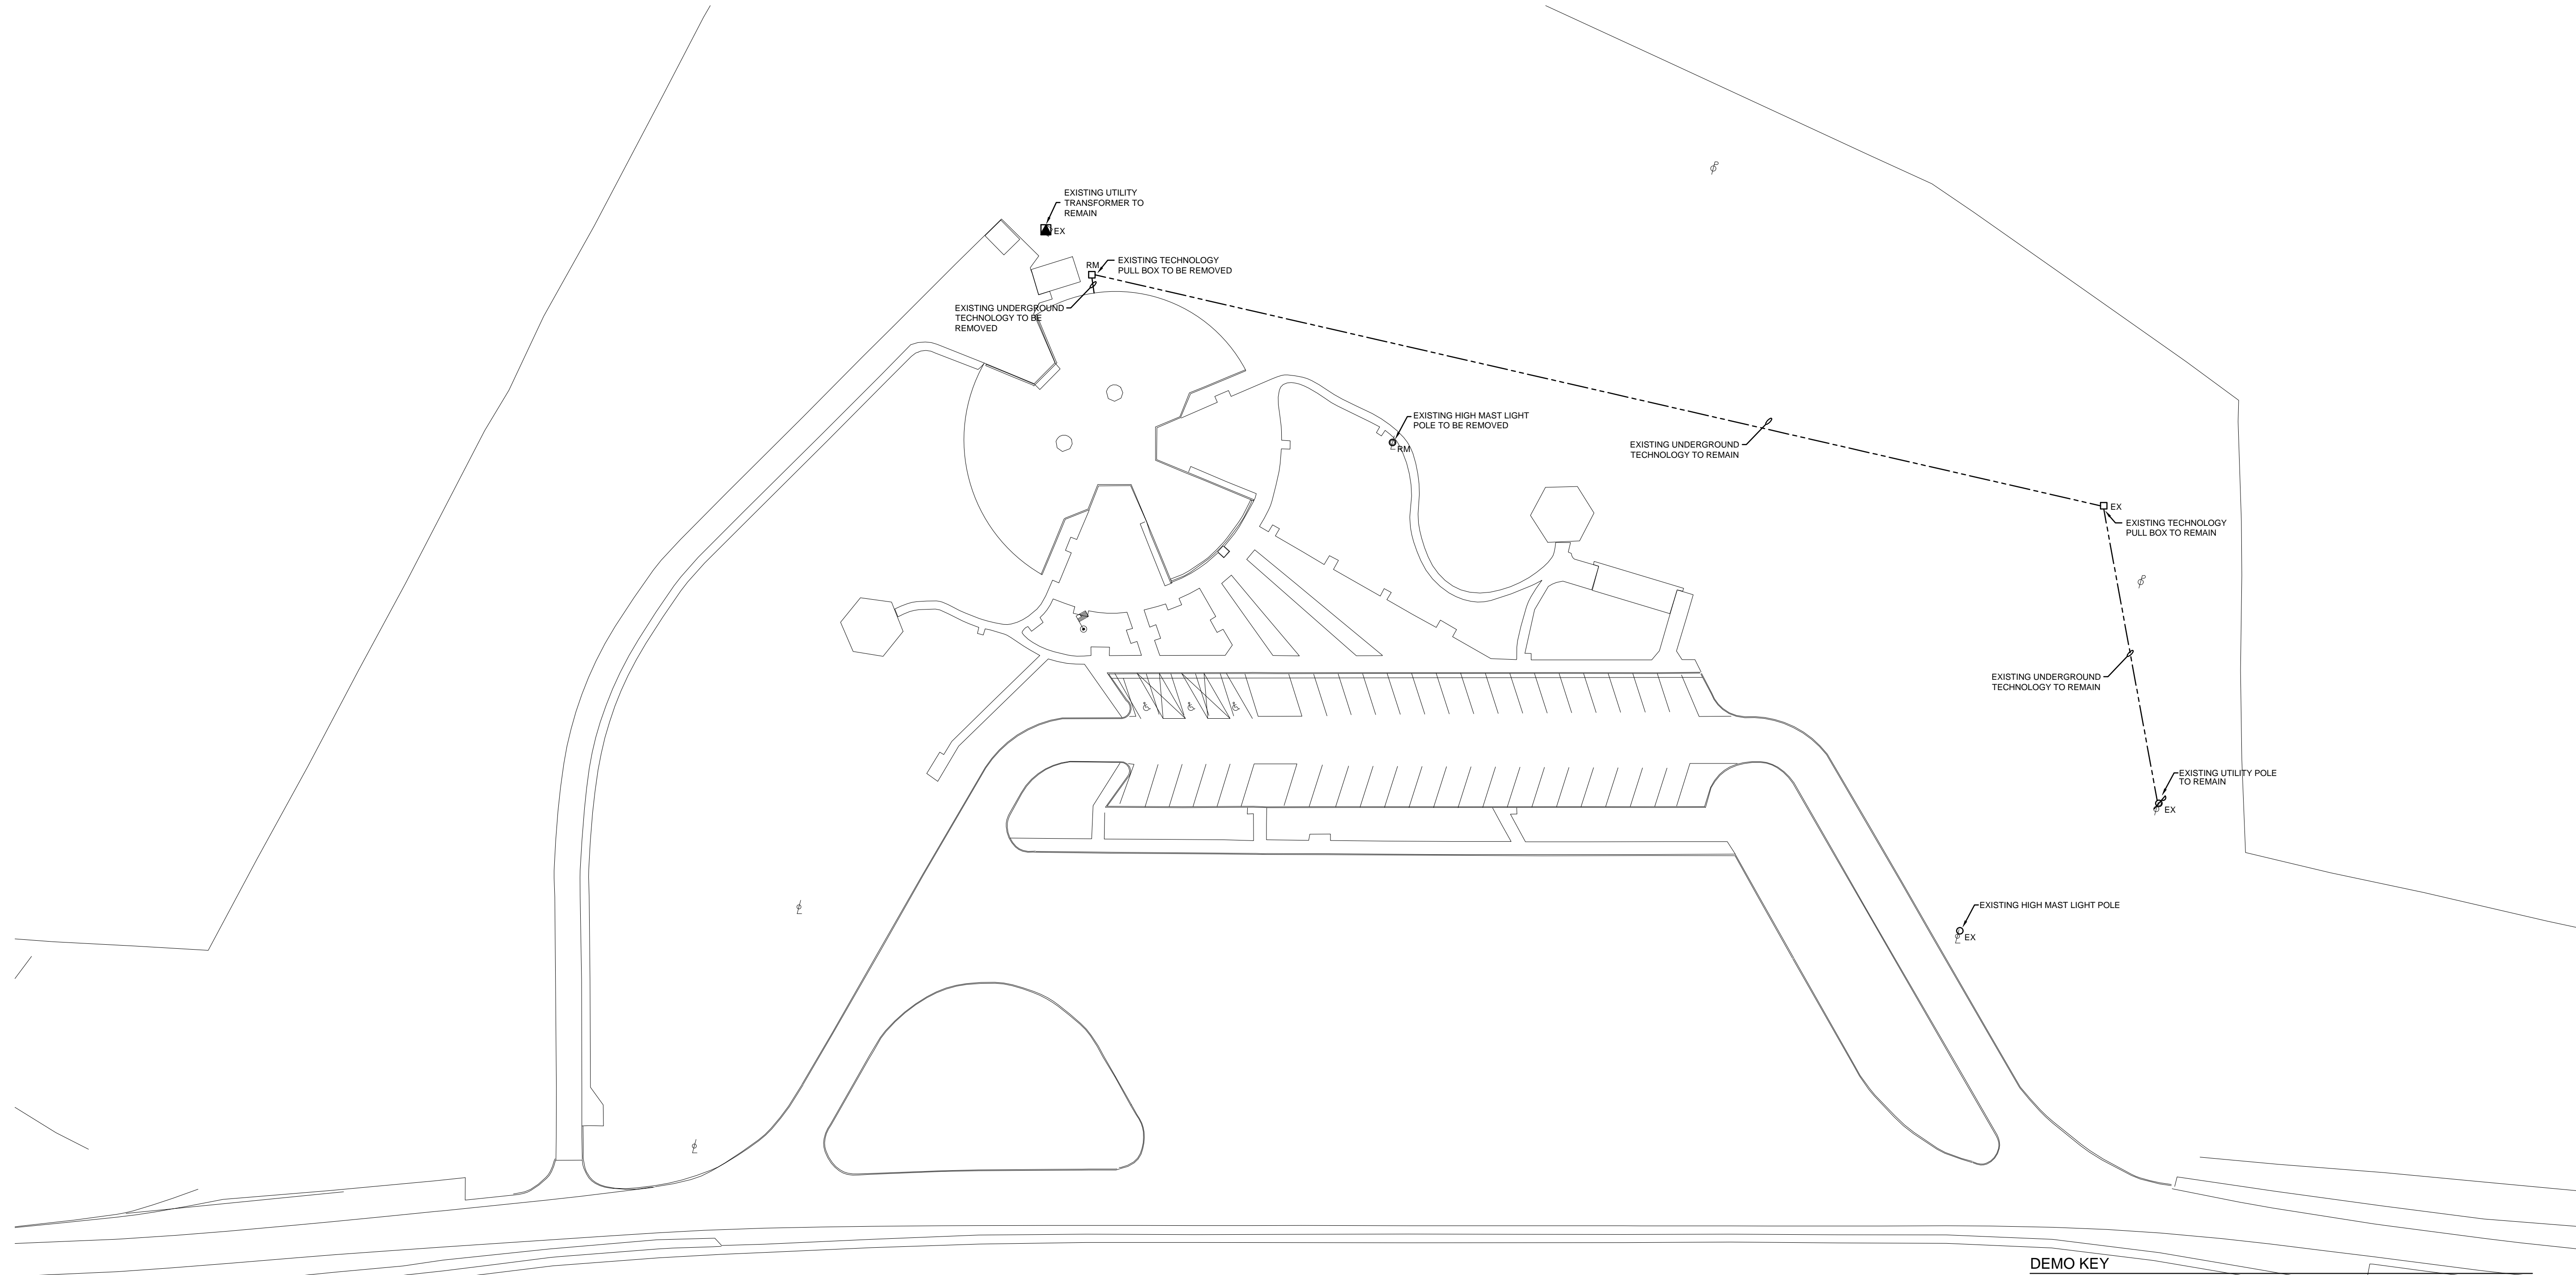 EXISTING UTILITY
TRANSFORMER TO
REMAIN
EX
RM
EXISTING TECHNOLOGY
PULL BOX TO BE REMOVED
EXISTING UNDERGROUND
TECHNOLOGY TO BE
REMOVED
EXISTING HIGH MAST LIGHT
POLE TO BE REMOVED
RM
EXISTING UNDERGROUND
TECHNOLOGY TO REMAIN
EX
EXISTING TECHNOLOGY
PULL BOX TO REMAIN
EXISTING UNDERGROUND
TECHNOLOGY TO REMAIN
EXISTING UTILITY POLE
TO REMAIN
EX
EXISTING HIGH MAST LIGHT POLE
EX
DEMO KEY